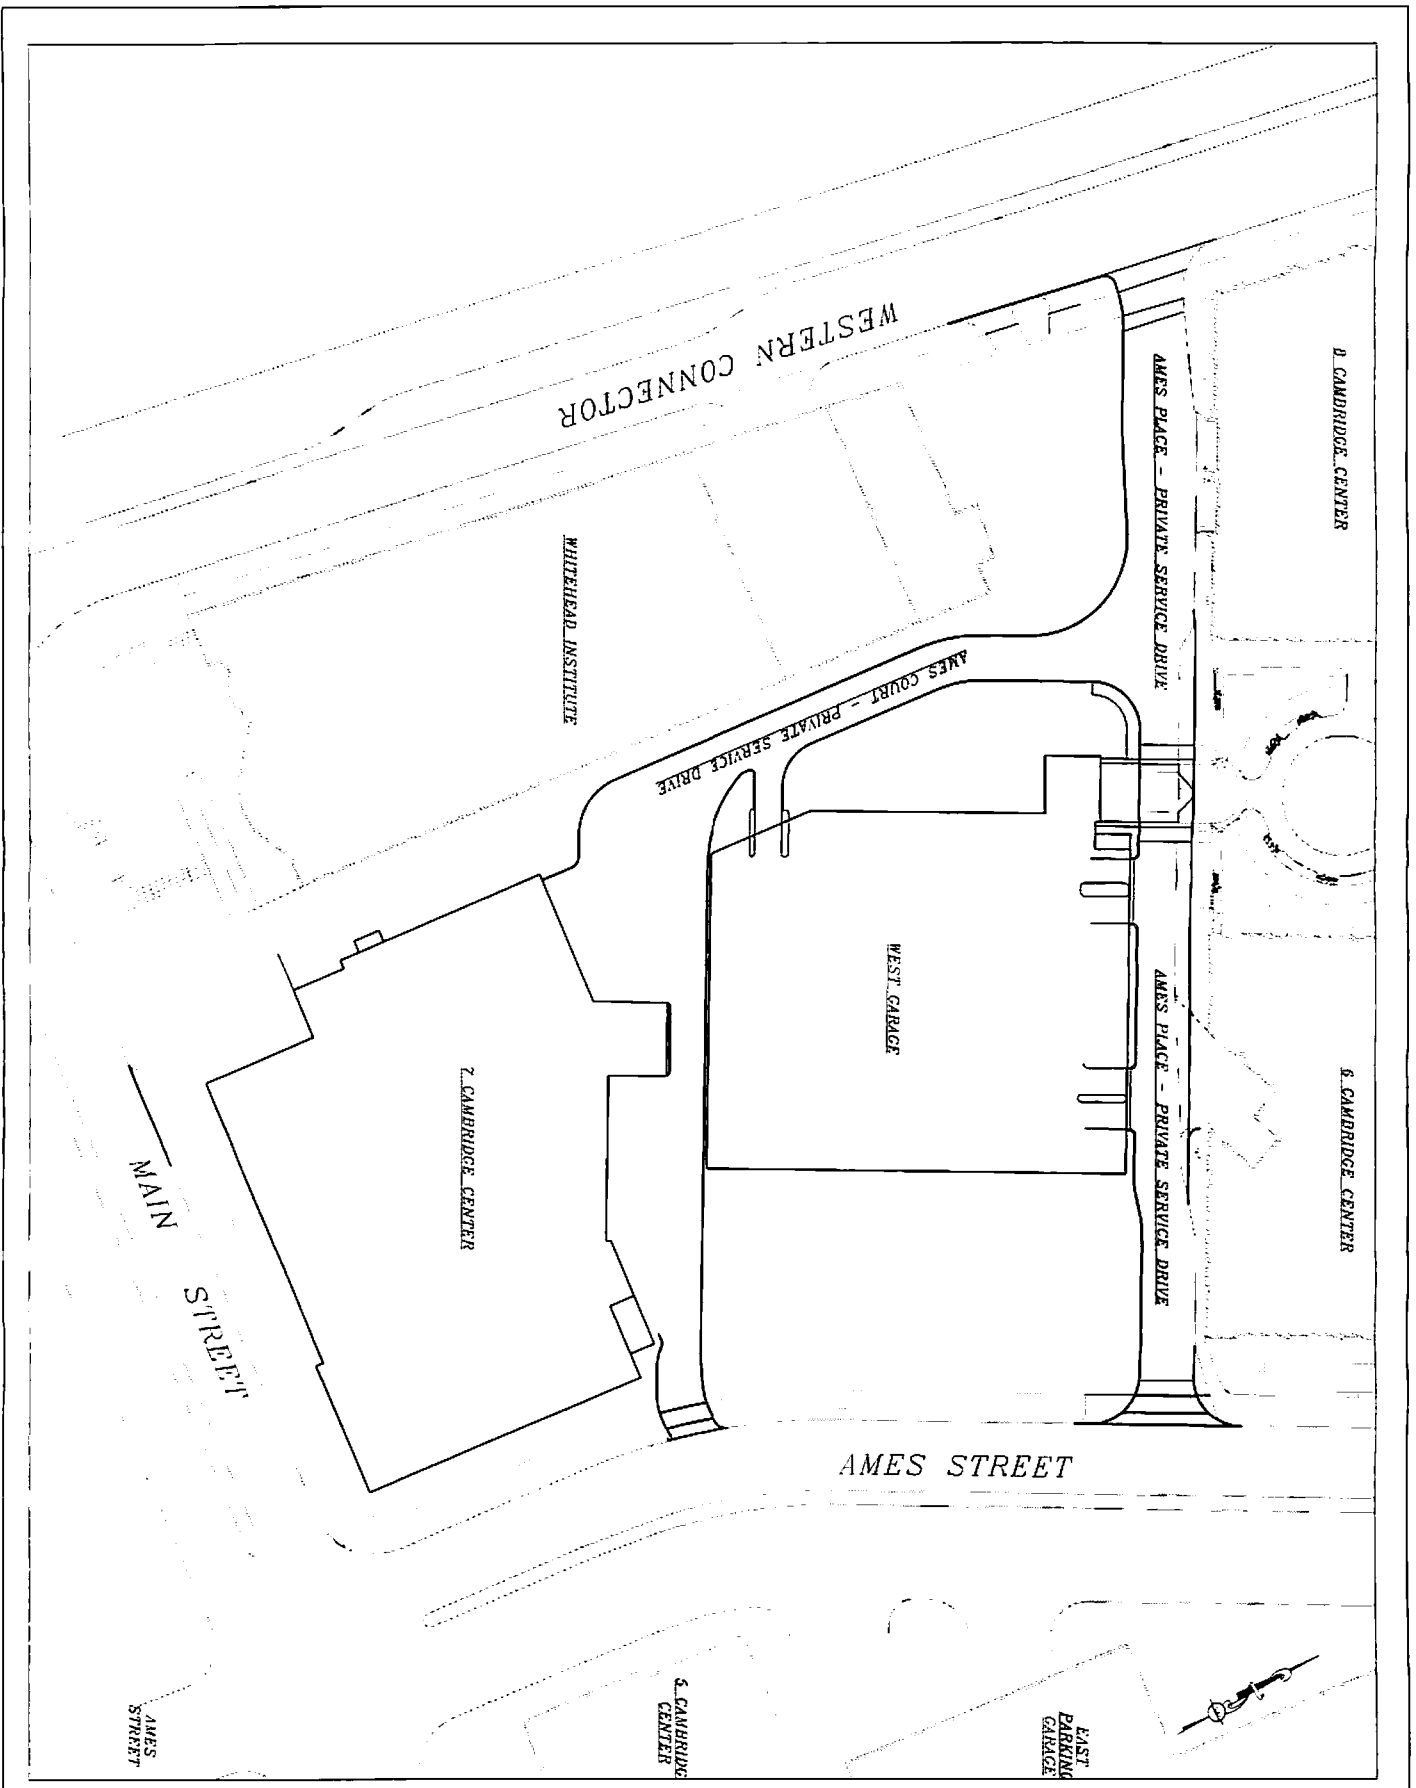 WESTERN CONNECTOR
AMES PLACE - PRIVATE SERVICE DRIVE
8 CAMBRIDGE CENTER
WHITEHEAD INSTITUTE
AMES COURT - PRIVATE SERVICE DRIVE
WEST GARAGE
AMES PLACE - PRIVATE SERVICE DRIVE
6 CAMBRIDGE CENTER
7 CAMBRIDGE CENTER
MAIN STREET
AMES STREET
AMES
STREET
5 CAMBRIDGE
CENTER
EAST
PARKING
GARAGE